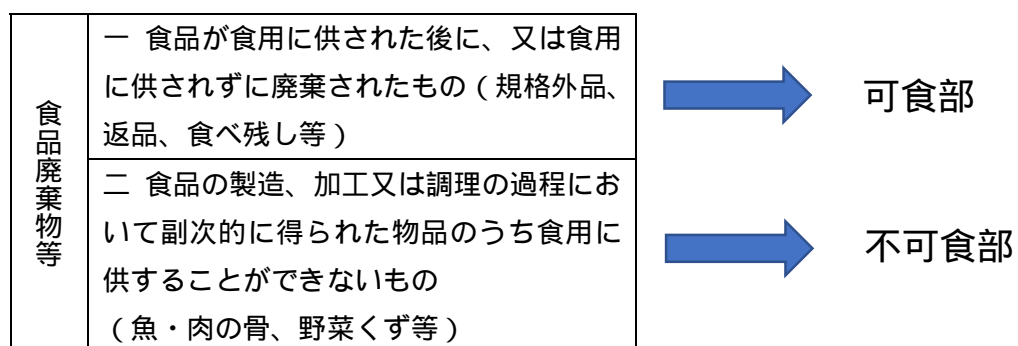 食品廃棄物等
一 食品が食用に供された後に、又は食用
に供されずに廃棄されたもの（規格外品、
返品、食べ残し等）
可食部
二 食品の製造、加工又は調理の過程にお
いて副次的に得られた物品のうち食用に
供することができないもの
（魚・肉の骨、野菜くず等）
不可食部